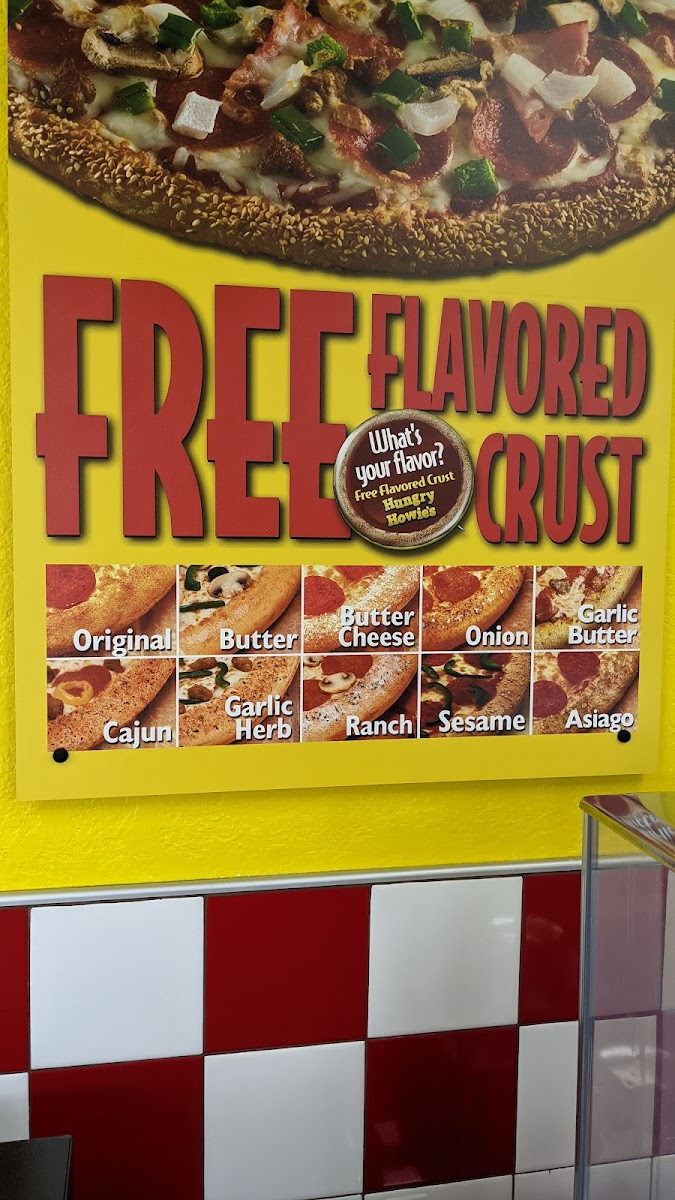 FREE
FLAVORED
CRUST
What's
your flavor?
Free Flavored Crust
Hungry
Howie's
Original
Butter
Butter
Cheese
Onion
Garlic
Butter
Cajun
Garlic
Herb
Ranch
Sesame
Asiago